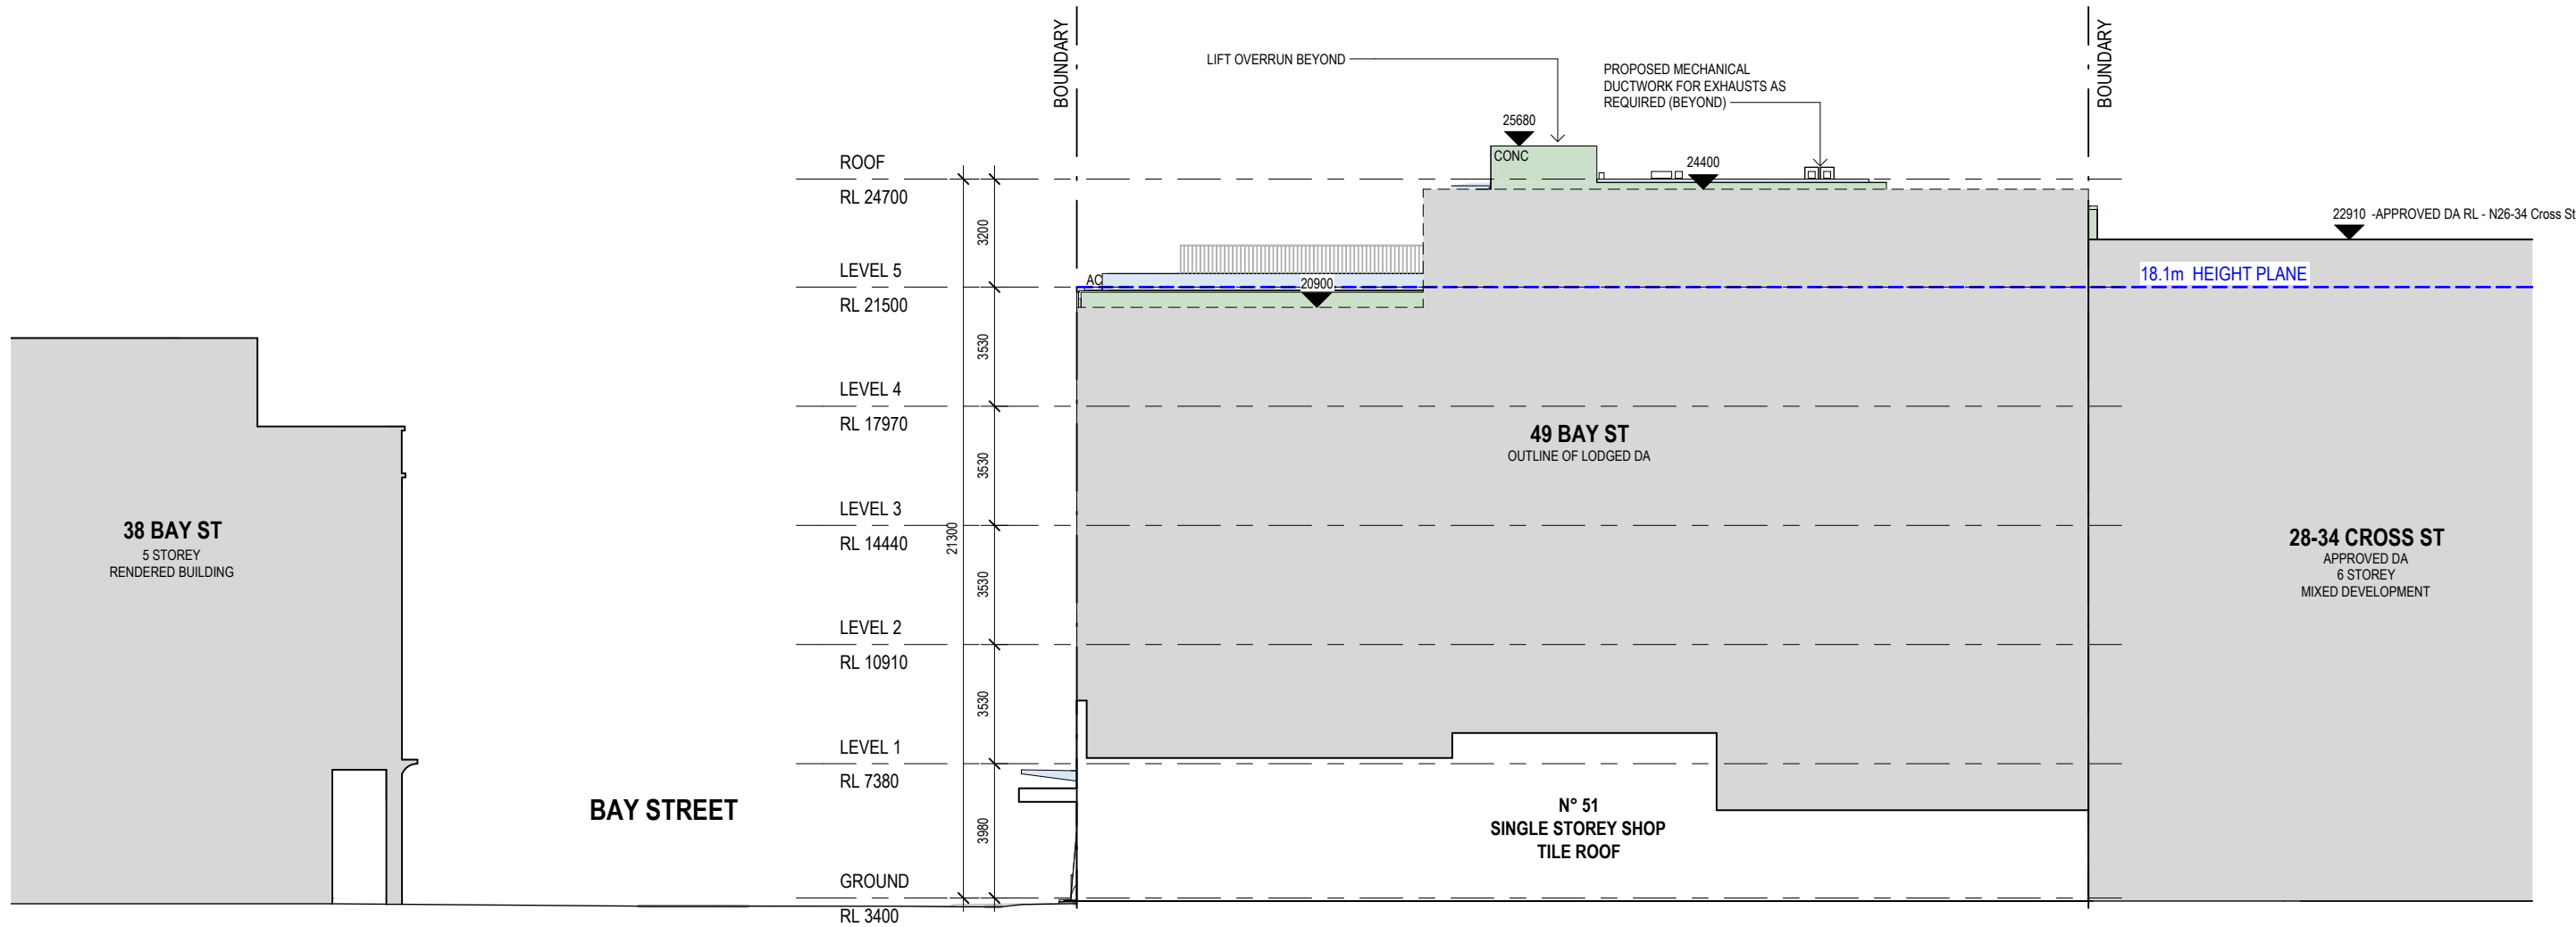 BOUNDARY
BOUNDARY
LIFT OVERRUN BEYOND
PROPOSED MECHANICAL
DUCTWORK FOR EXHAUSTS AS
REQUIRED (BEYOND)
25680
CONC
24400
ROOF
RL 24700
3200
22910 -APPROVED DA RL - N26-34 Cross St
LEVEL 5
RL 21500
AC
20900
18.1m HEIGHT PLANE
3530
LEVEL 4
RL 17970
49 BAY ST
OUTLINE OF LODGED DA
3530
LEVEL 3
RL 14440
21300
38 BAY ST
5 STOREY
RENDERED BUILDING
28-34 CROSS ST
APPROVED DA
6 STOREY
MIXED DEVELOPMENT
3530
LEVEL 2
RL 10910
3530
LEVEL 1
RL 7380
BAY STREET
N° 51
SINGLE STOREY SHOP
TILE ROOF
3980
GROUND
RL 3400